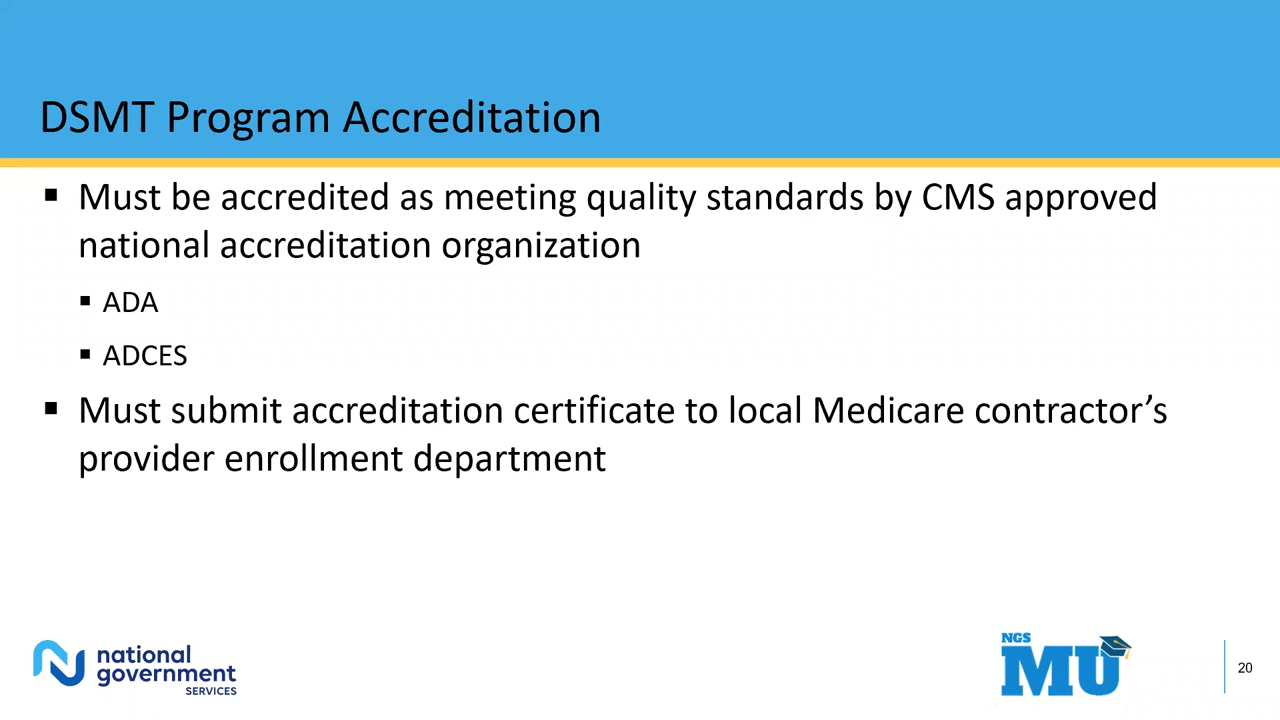 DSMT Program Accreditation
▪ Must be accredited as meeting quality standards by CMS approved
national accreditation organization
▪ ADA
▪ ADCES
▪ Must submit accreditation certificate to local Medicare contractor’s
provider enrollment department
national
government
SERVICES
NGS
MU
20